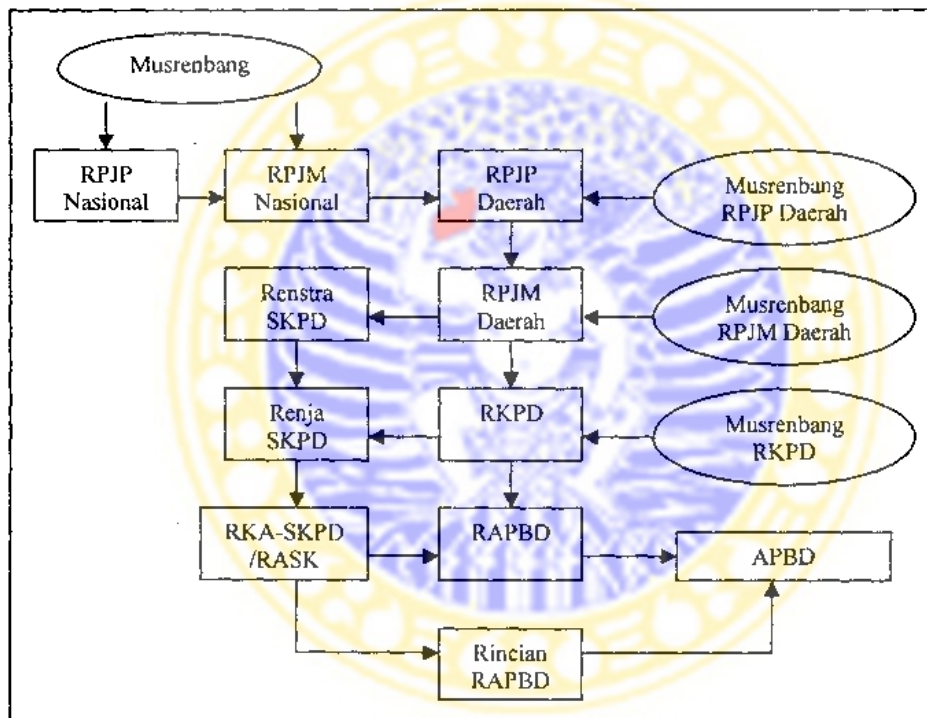 Musrenbang
RPJP
Nasional
RPJM
Nasional
RPJP
Daerah
Musrenbang
RPJP Daerah
Renstra
SKPD
RPJM
Daerah
Musrenbang
RPJM Daerah
Renja
SKPD
RKPD
Musrenbang
RKPD
RKA-SKPD
/RASK
RAPBD
APBD
Rincian
RAPBD